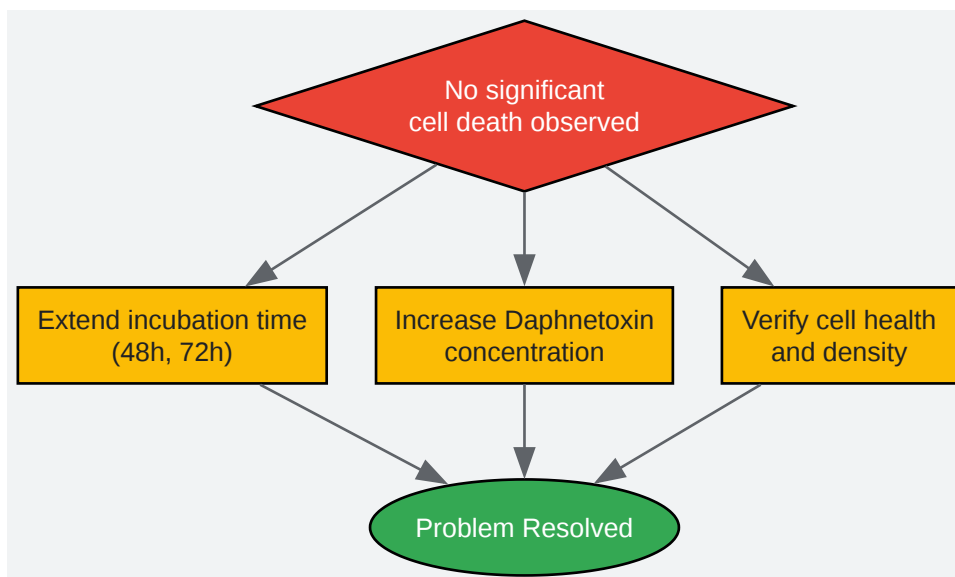 No significant
cell death observed
Extend incubation time
(48h, 72h)
Increase Daphnetoxin
concentration
Verify cell health
and density
Problem Resolved